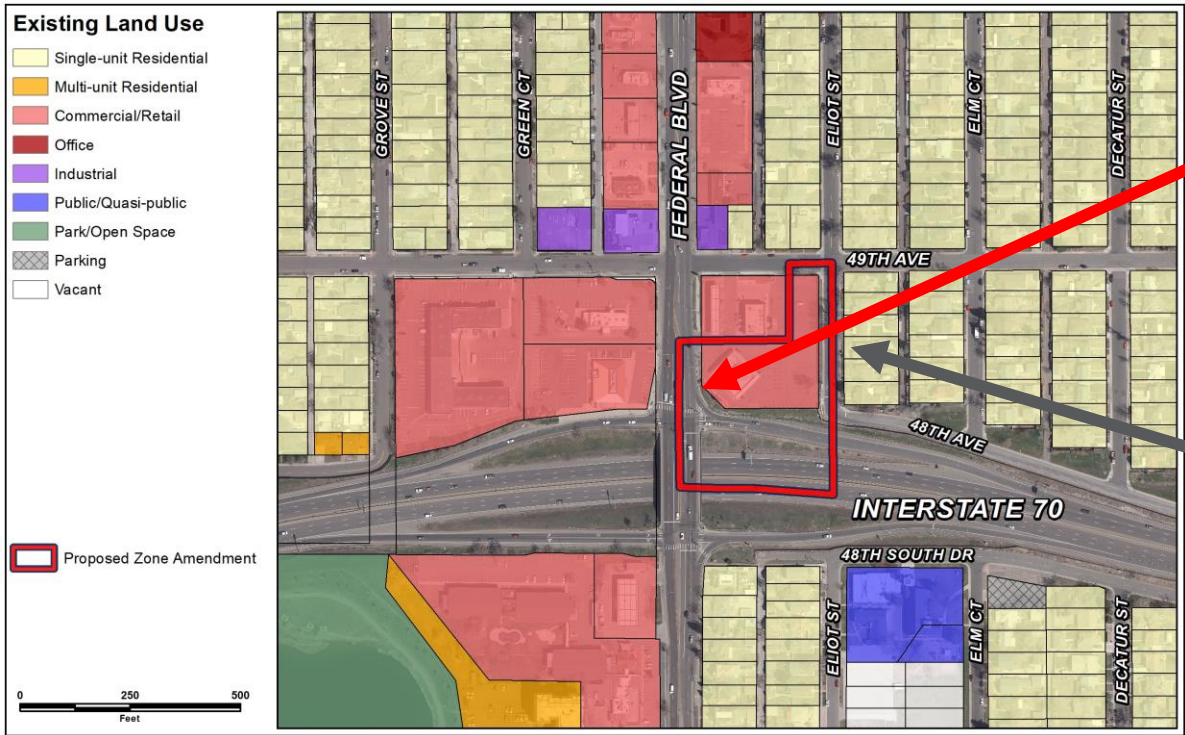 Existing Land Use
Single-unit Residential
Multi-unit Residential
Commercial/Retail
Office
Industrial
Public/Quasi-public
Park/Open Space
Parking
Vacant
Proposed Zone Amendment
0 250 500
Feet
GROVE ST
GREEN CT
FEDERAL BLVD
ELIOT ST
ELM CT
DECATUR ST
49TH AVE
48TH AVE
INTERSTATE 70
48TH SOUTH DR
ELIOT ST
ELM CT
DECATUR ST